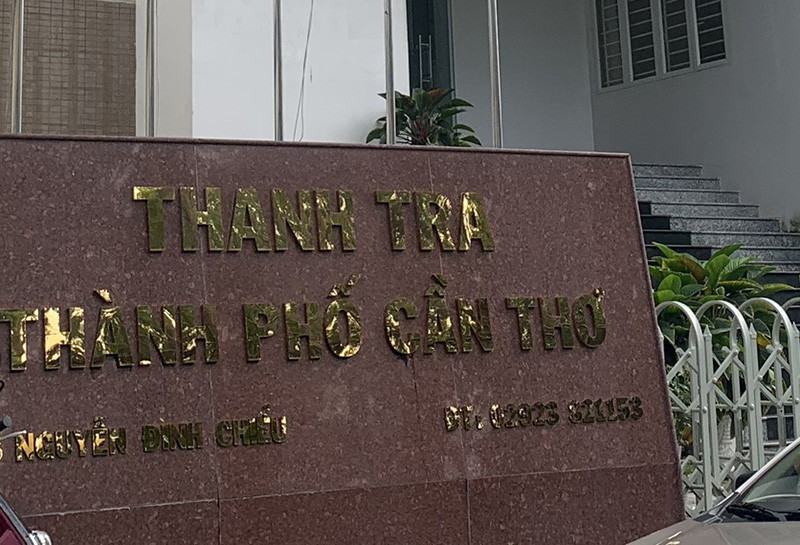 THANH TRA
THÀNH PHỐ CẦN THƠ
NGUYỄN ĐÌNH CHIỂU
ĐT: 02923 821153